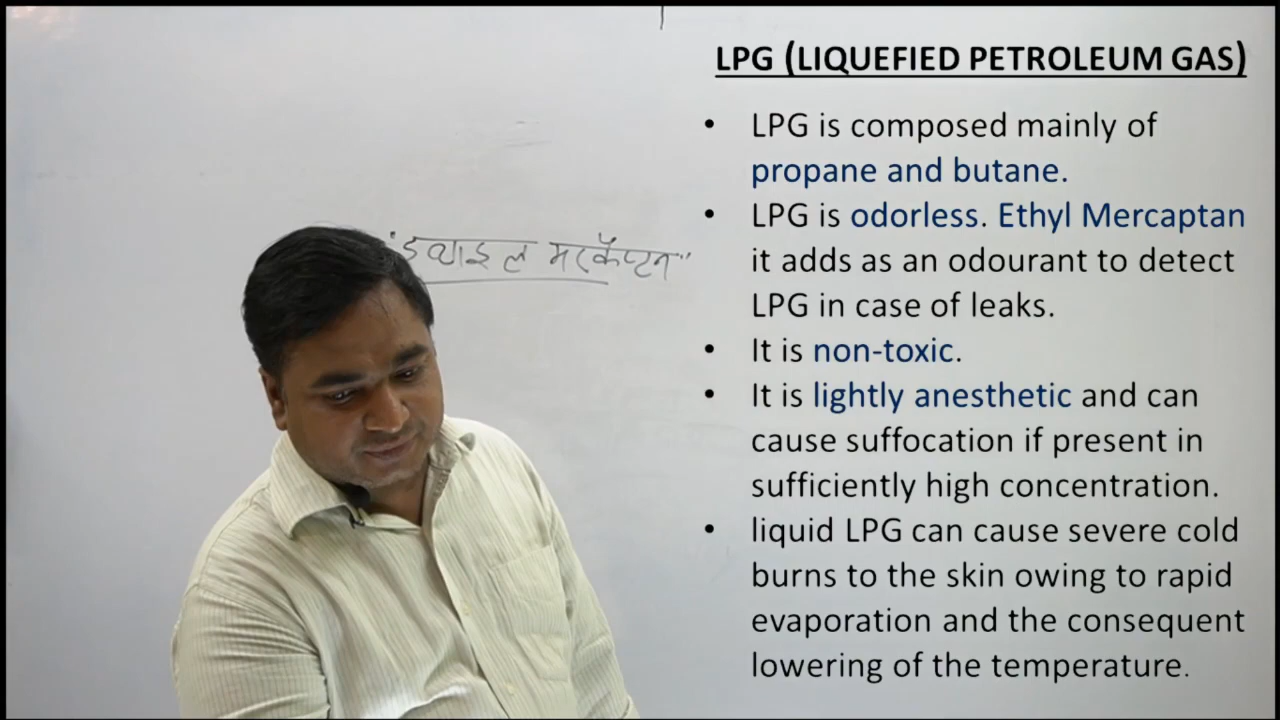 LPG (LIQUEFIED PETROLEUM GAS)
• LPG is composed mainly of
propane and butane.
• LPG is odorless. Ethyl Mercaptan
it adds as an odourant to detect
LPG in case of leaks.
• It is non-toxic.
• It is lightly anesthetic and can
cause suffocation if present in
sufficiently high concentration.
• liquid LPG can cause severe cold
burns to the skin owing to rapid
evaporation and the consequent
lowering of the temperature.
"इथाइल मरकॅप्टन"